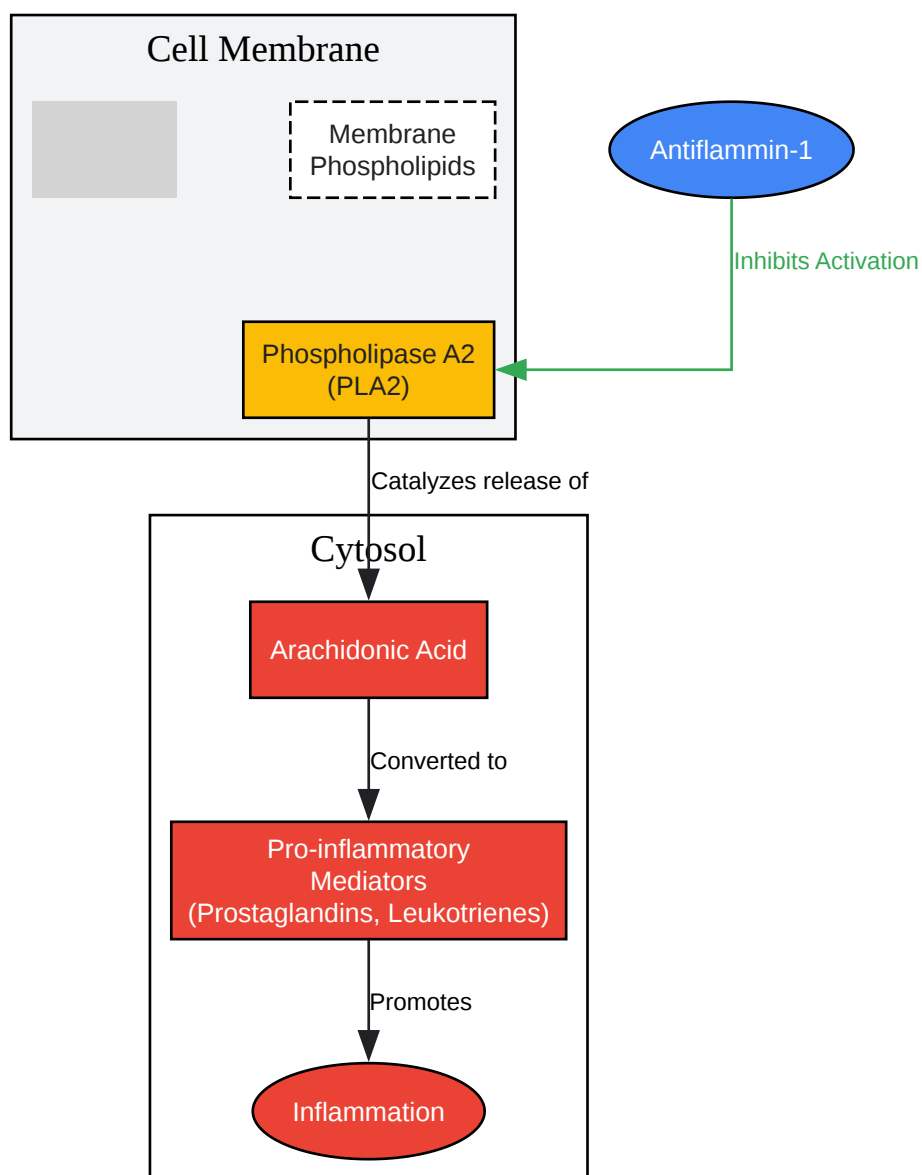 Cell Membrane
Membrane
Phospholipids
Antiflammin-1
Inhibits Activation
Phospholipase A2
(PLA2)
Catalyzes release of
Cytosol
Arachidonic Acid
Converted to
Pro-inflammatory
Mediators
(Prostaglandins, Leukotrienes)
Promotes
Inflammation